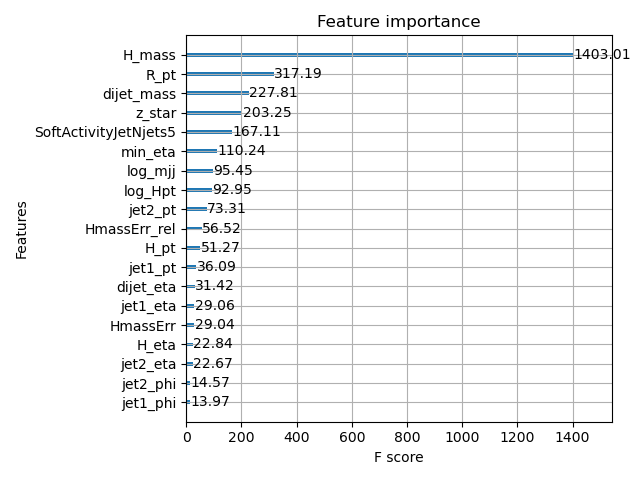 Feature importance
Features
H_mass 1403.01
R_pt 317.19
dijet_mass 227.81
z_star 203.25
SoftActivityJetNjets5 167.11
min_eta 110.24
log_mjj 95.45
log_Hpt 92.95
jet2_pt 73.31
HmassErr_rel 56.52
H_pt 51.27
jet1_pt 36.09
dijet_eta 31.42
jet1_eta 29.06
HmassErr 29.04
H_eta 22.84
jet2_eta 22.67
jet2_phi 14.57
jet1_phi 13.97
0 200 400 600 800 1000 1200 1400
F score